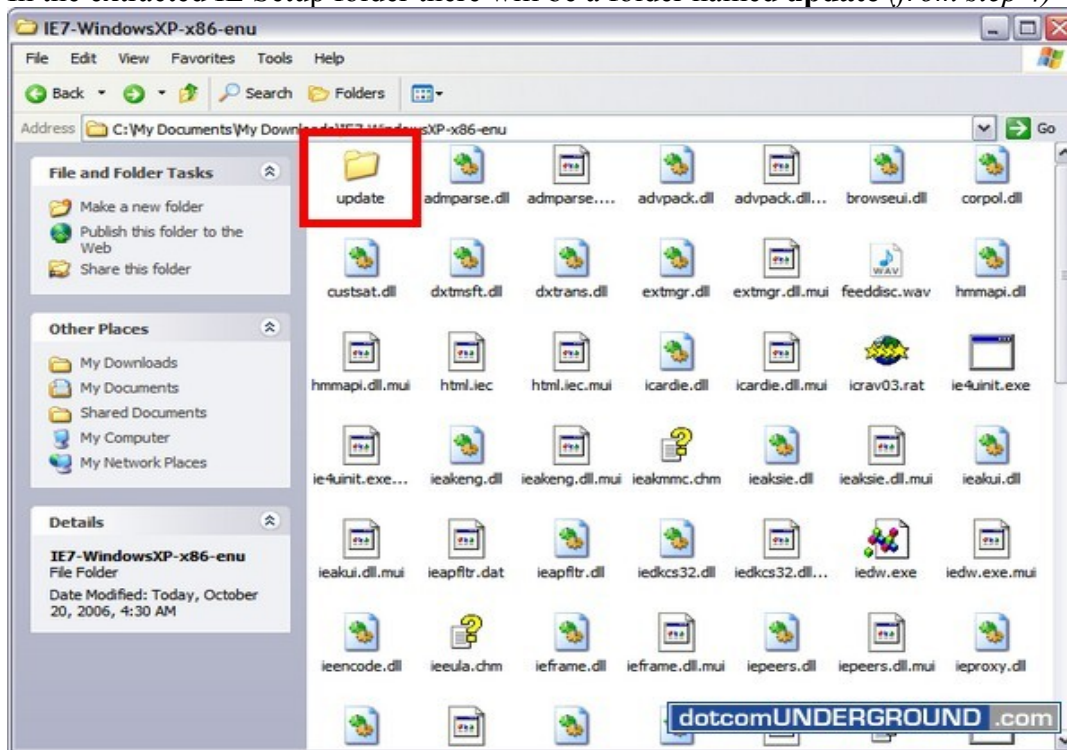 In the extracted IE Setup folder there will be a folder named update (from step 4)
IE7-WindowsXP-x86-enu
File Edit View Favorites Tools Help
Back Search Folders
Address C:\My Documents\My Downloads\IE7-WindowsXP-x86-enu Go
File and Folder Tasks
Make a new folder
Publish this folder to the
Web
Share this folder
Other Places
My Downloads
My Documents
Shared Documents
My Computer
My Network Places
Details
IE7-WindowsXP-x86-enu
File Folder
Date Modified: Today, October
20, 2006, 4:30 AM
update admparse.dll admparse.... advpack.dll advpack.dll... browseui.dll corpol.dll
custsat.dll dxtmsft.dll dxtrans.dll extmgr.dll extmgr.dll.mui feeddisc.wav hmmapi.dll
WAV
hmmapi.dll.mui html.iec html.iec.mui icardie.dll icardie.dll.mui icrav03.rat ie4uinit.exe
ie4uinit.exe... ieakeng.dll ieakeng.dll.mui ieakmmc.chm ieaksie.dll ieaksie.dll.mui ieakui.dll
ieakui.dll.mui ieapfltr.dat ieapfltr.dll iedkcs32.dll iedkcs32.dll... iedw.exe iedw.exe.mui
ieencode.dll ieeula.chm ieframe.dll ieframe.dll.mui iepeers.dll iepeers.dll.mui ieproxy.dll
dotcomUNDERGROUND .com